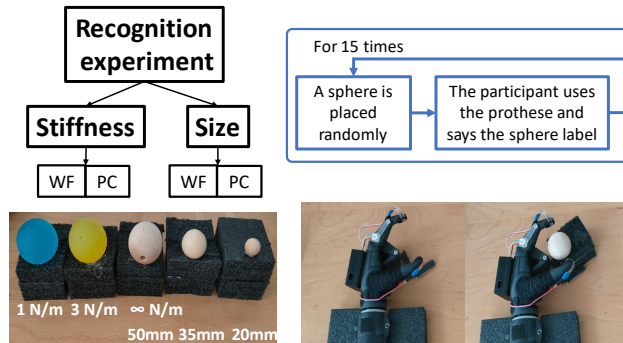 Recognition
experiment
Stiffness
Size
WF PC
WF PC
For 15 times
A sphere is
placed
randomly
The participant uses
the prothese and
says the sphere label
1 N/m 3 N/m ∞ N/m
50mm 35mm 20mm